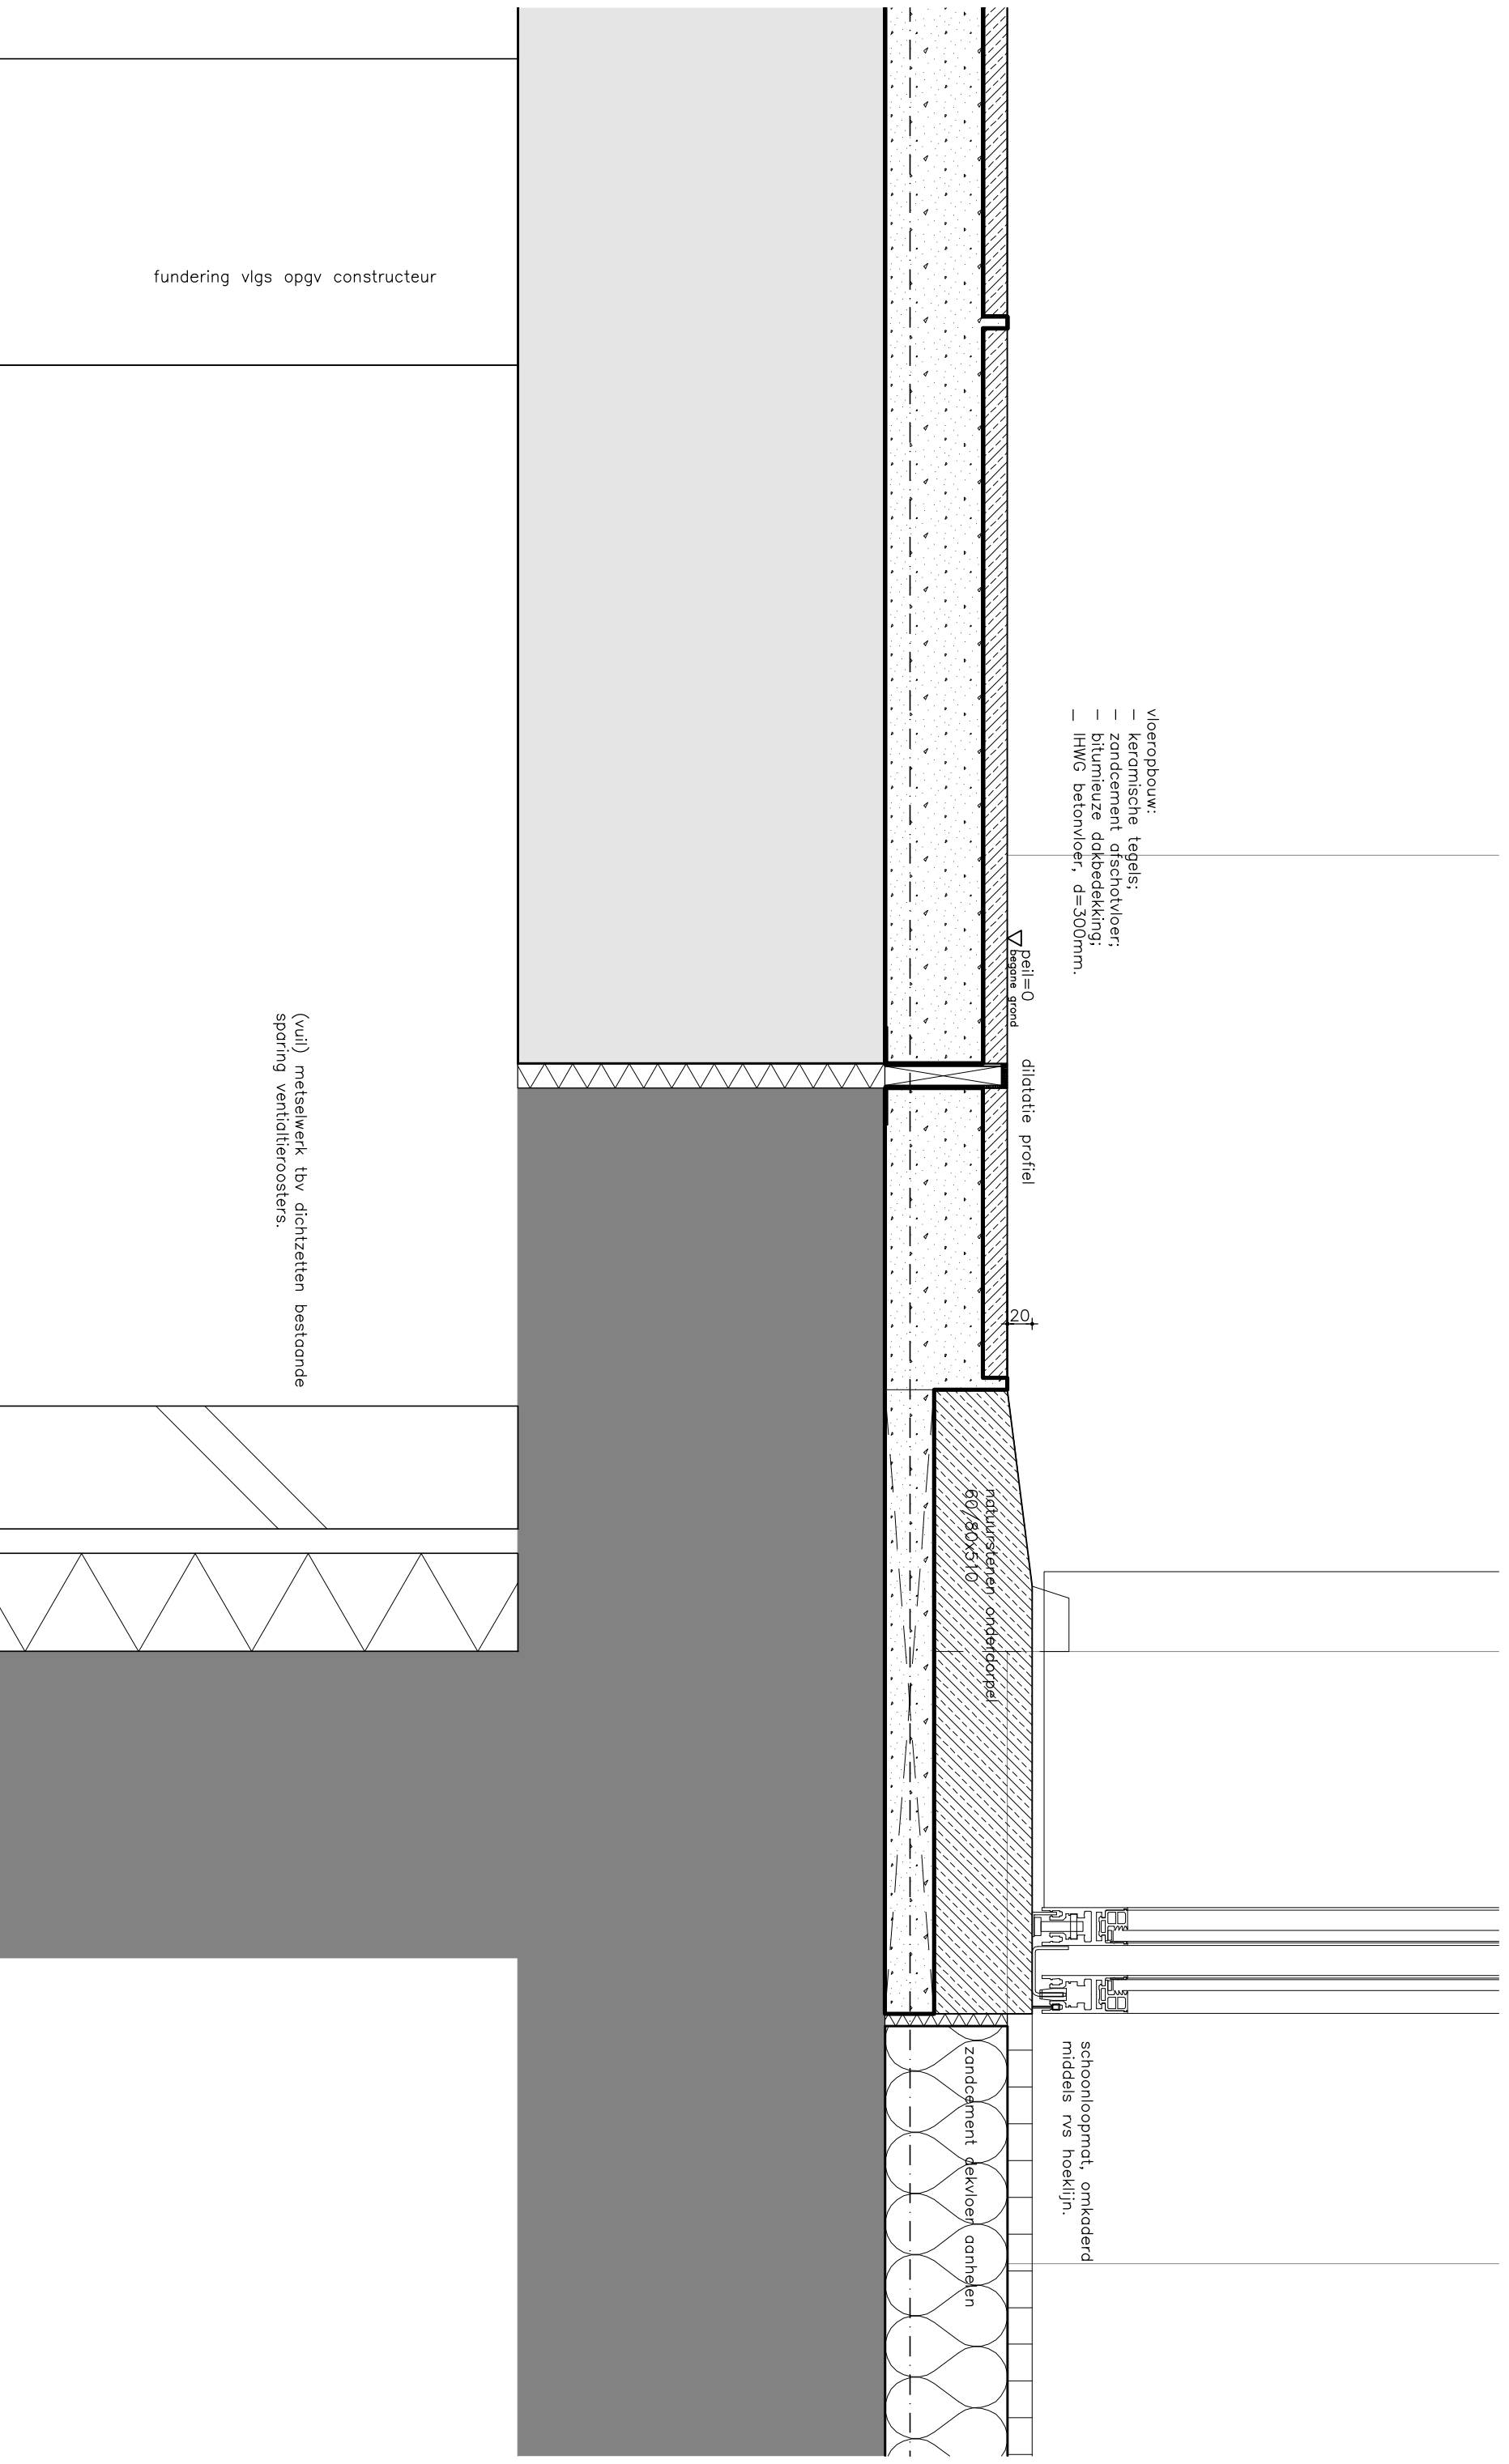 fundering vlgs opgv constructeur
vloeropbouw:
- keramische tegels;
- zandcement afschotvloer;
- bitumieuze dakbedekking;
- IHWG betonvloer, d=300mm.
peil=0
begane grond
dilatatie profiel
(vuil) metselwerk tbv dichtzetten bestaande
sparing ventialtieroosters.
20
natuurstenen onderdorpel
60/80x510
schoonloopmat, omkaderd
middels rvs hoeklijn.
zandcement dekvloer aanhelen